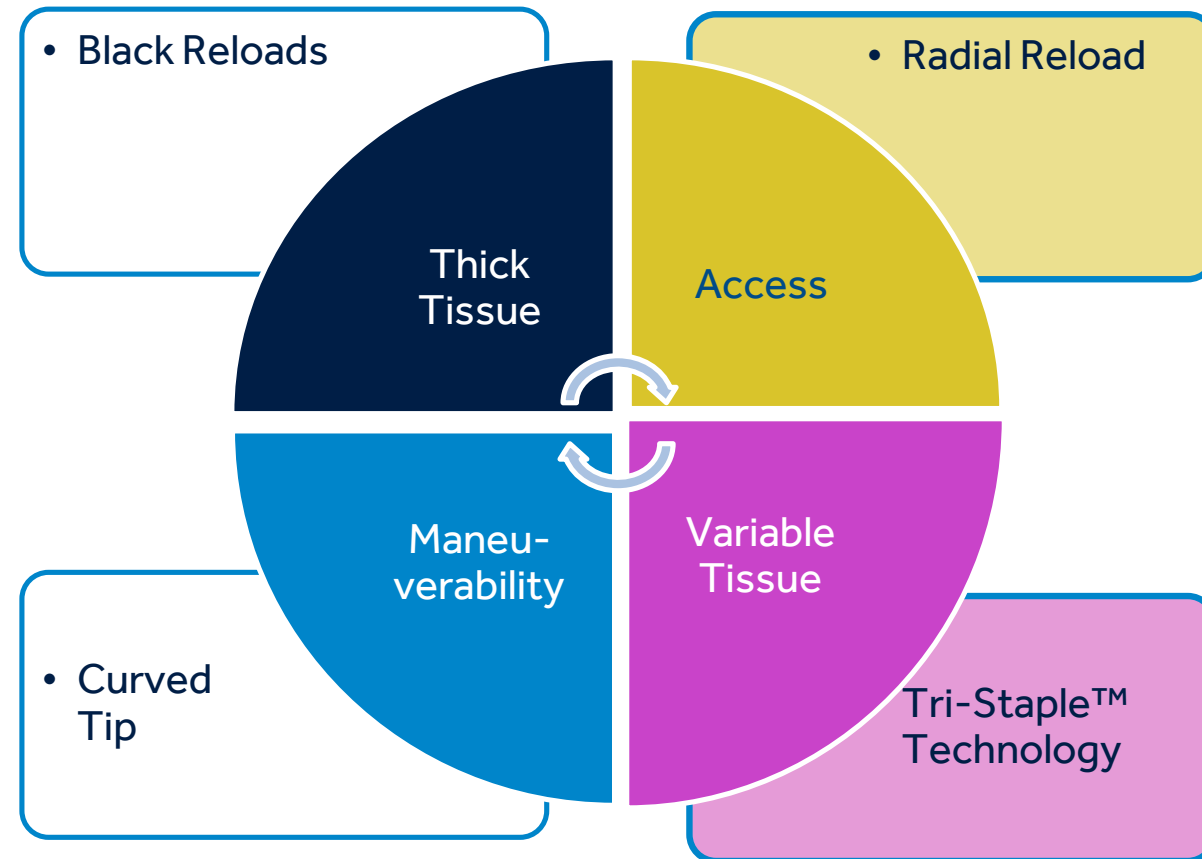 • Black Reloads
• Radial Reload
Thick
Tissue
Access
Maneu-
verability
Variable
Tissue
• Curved
Tip
Tri-Staple™
Technology